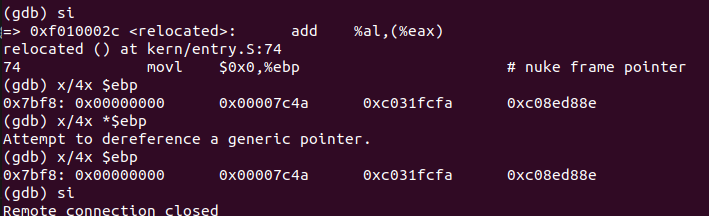 (gdb) si
=> 0xf010002c <relocated>: add %al,(%eax)
relocated () at kern/entry.S:74
74 movl $0x0,%ebp # nuke frame pointer
(gdb) x/4x $ebp
0x7bf8: 0x00000000 0x00007c4a 0xc031fcfa 0xc08ed88e
(gdb) x/4x *$ebp
Attempt to dereference a generic pointer.
(gdb) x/4x $ebp
0x7bf8: 0x00000000 0x00007c4a 0xc031fcfa 0xc08ed88e
(gdb) si
Remote connection closed